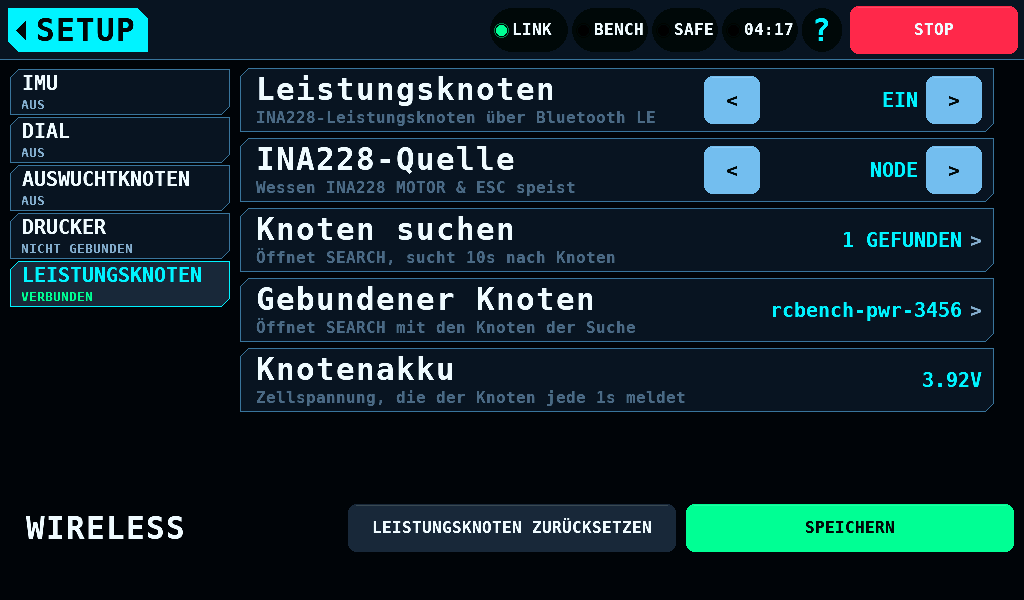 SETUP
LINK
BENCH
SAFE
04:17
?
STOP
IMU
AUS
DIAL
AUS
AUSWUCHTKNOTEN
AUS
DRUCKER
NICHT GEBUNDEN
LEISTUNGSKNOTEN
VERBUNDEN
Leistungsknoten
INA228-Leistungsknoten über Bluetooth LE
<
EIN
>
INA228-Quelle
Wessen INA228 MOTOR & ESC speist
<
NODE
>
Knoten suchen
Öffnet SEARCH, sucht 10s nach Knoten
1 GEFUNDEN >
Gebundener Knoten
Öffnet SEARCH mit den Knoten der Suche
rcbench-pwr-3456 >
Knotenakku
Zellspannung, die der Knoten jede 1s meldet
3.92V
WIRELESS
LEISTUNGSKNOTEN ZURÜCKSETZEN
SPEICHERN